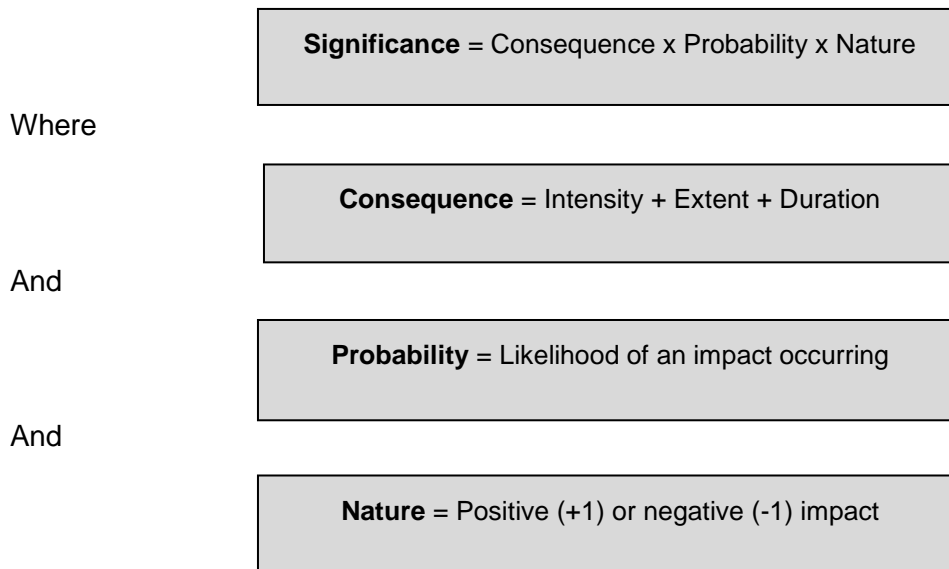 Significance = Consequence x Probability x Nature
Where
Consequence = Intensity + Extent + Duration
And
Probability = Likelihood of an impact occurring
And
Nature = Positive (+1) or negative (-1) impact